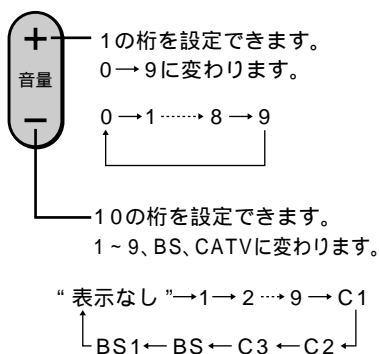 +
音量
−
1の桁を設定できます。
0→9に変わります。
0→1┈┈→8→9
10の桁を設定できます。
1~9、BS、CATVに変わります。
“表示なし”→1→2┈→9→C1
BS1←BS←C3←C2